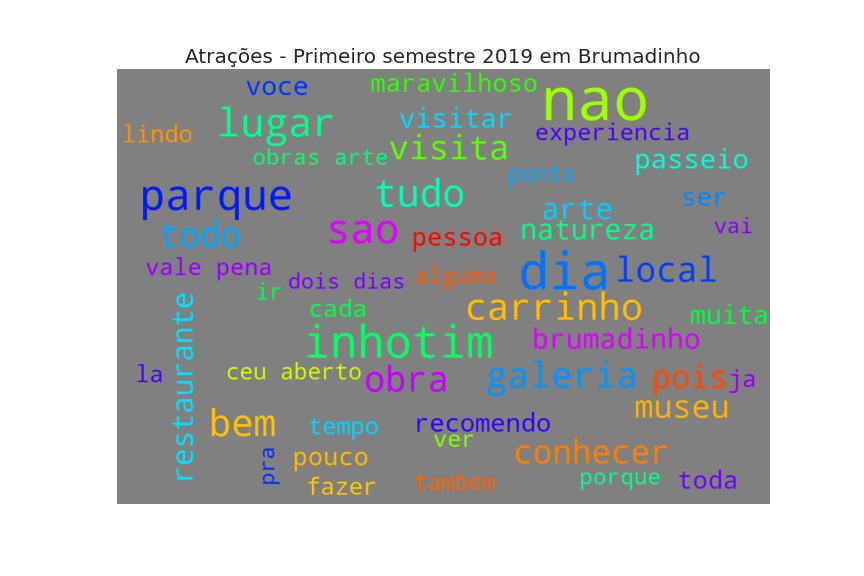 Atrações - Primeiro semestre 2019 em Brumadinho
voce
maravilhoso
nao
lindo
lugar
visitar
experiencia
obras arte
visita
passeio
ponto
parque
tudo
arte
ser
todo
sao
pessoa
natureza
vai
vale pena
dois dias
alguma
dia
local
ir
cada
carrinho
muita
restaurante
inhotim
brumadinho
la
ceu aberto
obra
galeria
pois
ja
bem
tempo
recomendo
museu
ver
pra
pouco
conhecer
fazer
tambem
porque
toda